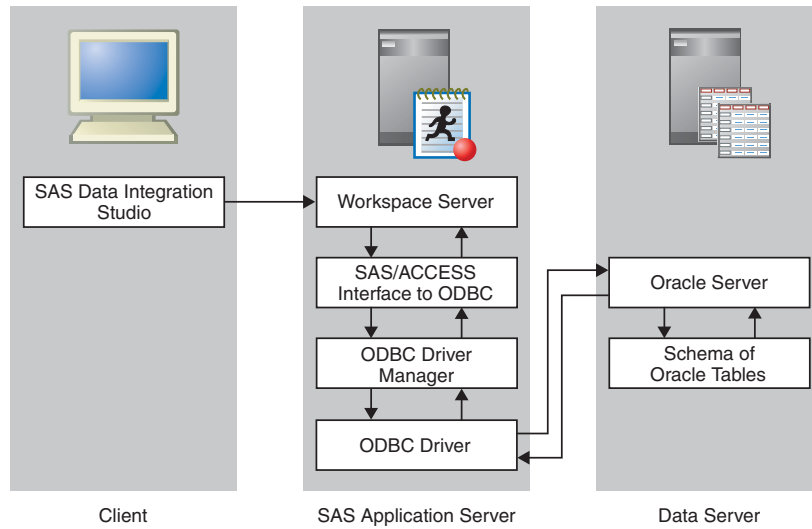 SAS Data Integration
Studio
Workspace Server
SAS/ACCESS
Interface to ODBC
ODBC Driver
Manager
ODBC Driver
Oracle Server
Schema of
Oracle Tables
Client
SAS Application Server
Data Server